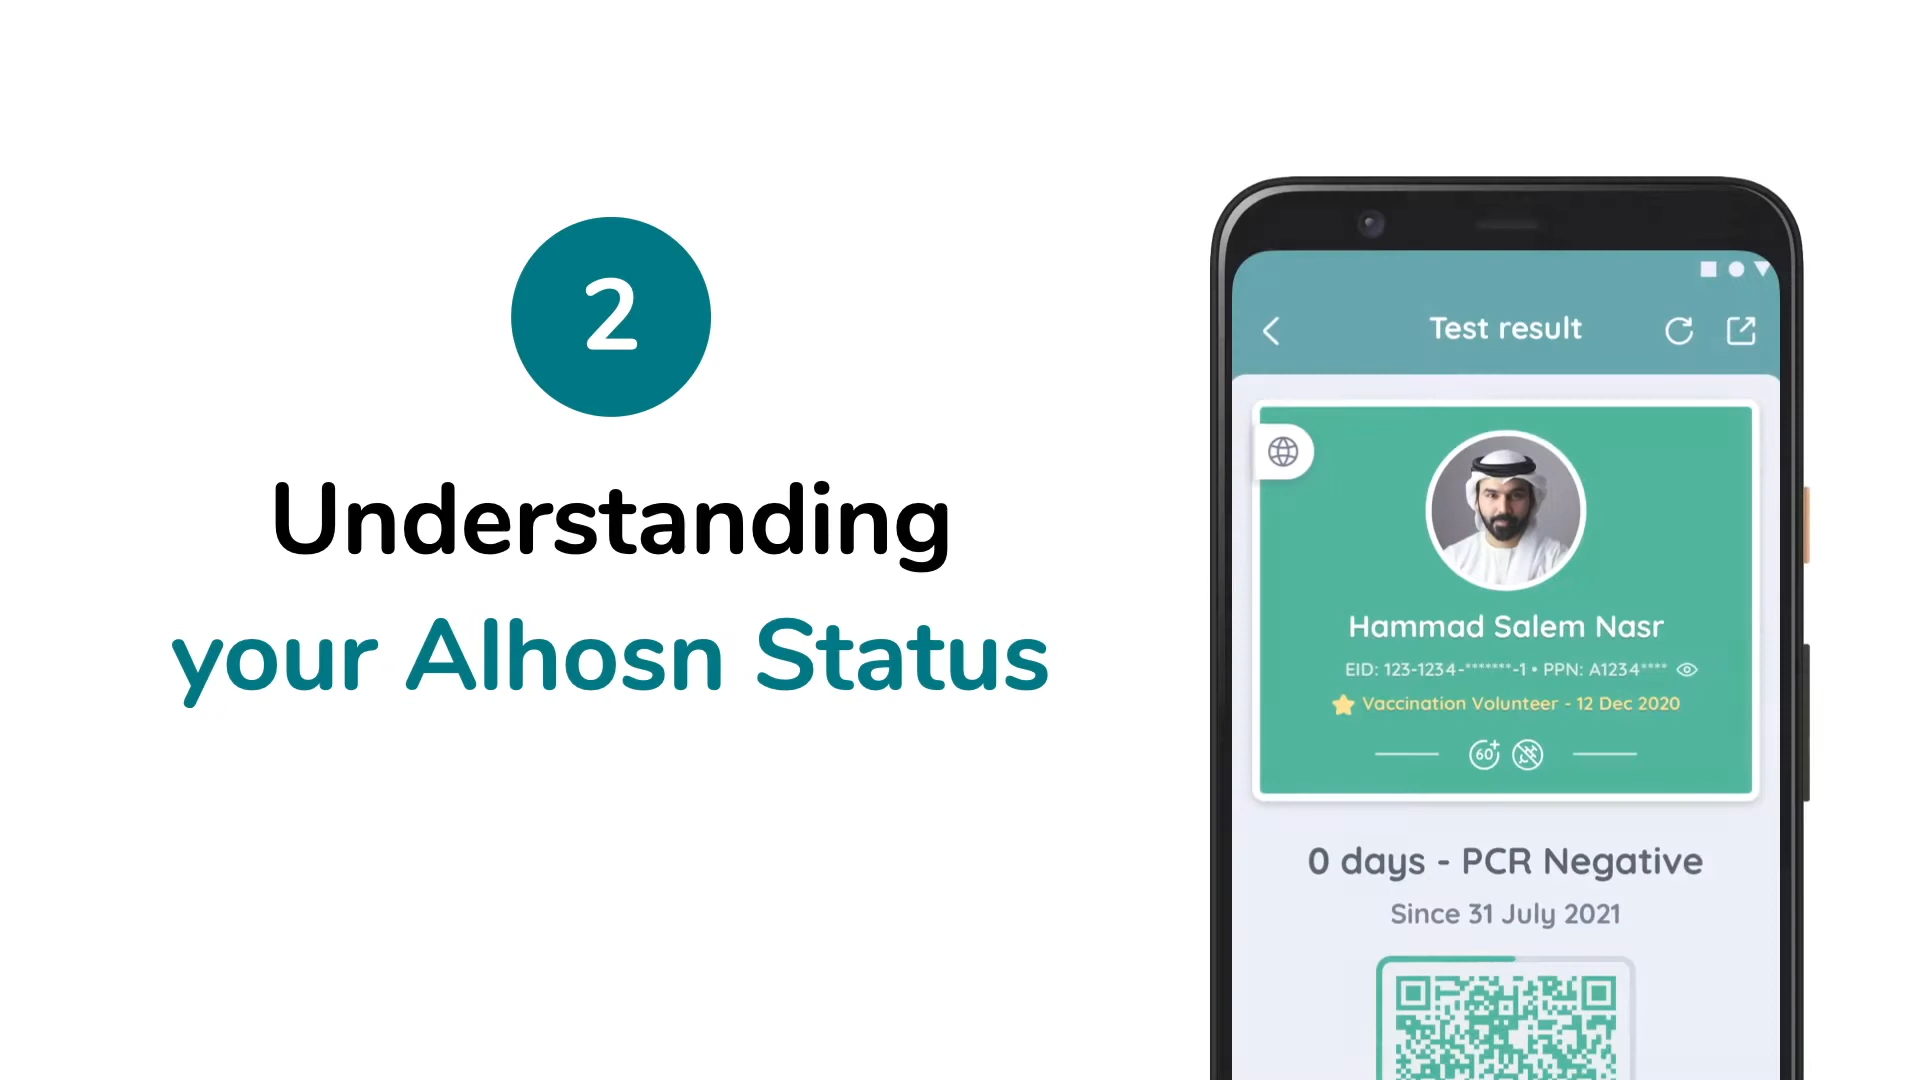 2
Understanding
your Alhosn Status
Test result
Hammad Salem Nasr
EID: 123-1234-*******-1 • PPN: A1234****
Vaccination Volunteer - 12 Dec 2020
60+
0 days - PCR Negative
Since 31 July 2021